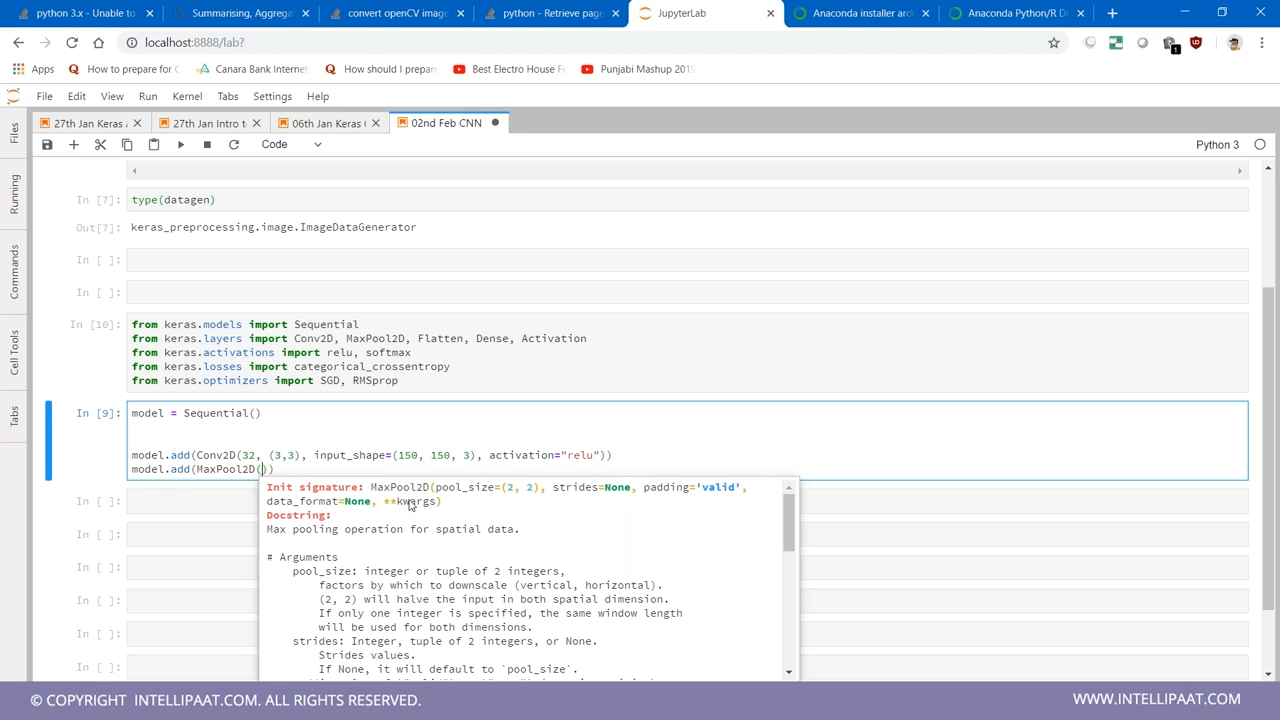 python 3.x - Unable to
Summarising, Aggrega
convert openCV image
python - Retrieve page
JupyterLab
Anaconda installer arc
Anaconda Python/R Di
localhost:8888/lab?
Apps
How to prepare for C
Canara Bank Internet
How should I prepare
Best Electro House Fe
Punjabi Mashup 2019
File Edit View Run Kernel Tabs Settings Help
27th Jan Keras
27th Jan Intro t
06th Jan Keras
02nd Feb CNN
Code
Python 3
Files
Running
Commands
Cell Tools
Tabs
In [7]: type(datagen)
Out[7]: keras_preprocessing.image.ImageDataGenerator
In [ ]:
In [ ]:
In [10]: from keras.models import Sequential
from keras.layers import Conv2D, MaxPool2D, Flatten, Dense, Activation
from keras.activations import relu, softmax
from keras.losses import categorical_crossentropy
from keras.optimizers import SGD, RMSprop
In [9]: model = Sequential()
model.add(Conv2D(32, (3,3), input_shape=(150, 150, 3), activation="relu"))
model.add(MaxPool2D())
In [ ]:
In [ ]:
In [ ]:
In [ ]:
In [ ]:
In [ ]:
Init signature: MaxPool2D(pool_size=(2, 2), strides=None, padding='valid',
data_format=None, **kwargs)
Docstring:
Max pooling operation for spatial data.
# Arguments
pool_size: integer or tuple of 2 integers,
factors by which to downscale (vertical, horizontal).
(2, 2) will halve the input in both spatial dimension.
If only one integer is specified, the same window length
will be used for both dimensions.
strides: Integer, tuple of 2 integers, or None.
Strides values.
If None, it will default to `pool_size`.
© COPYRIGHT INTELLIPAAT.COM. ALL RIGHTS RESERVED.
WWW.INTELLIPAAT.COM